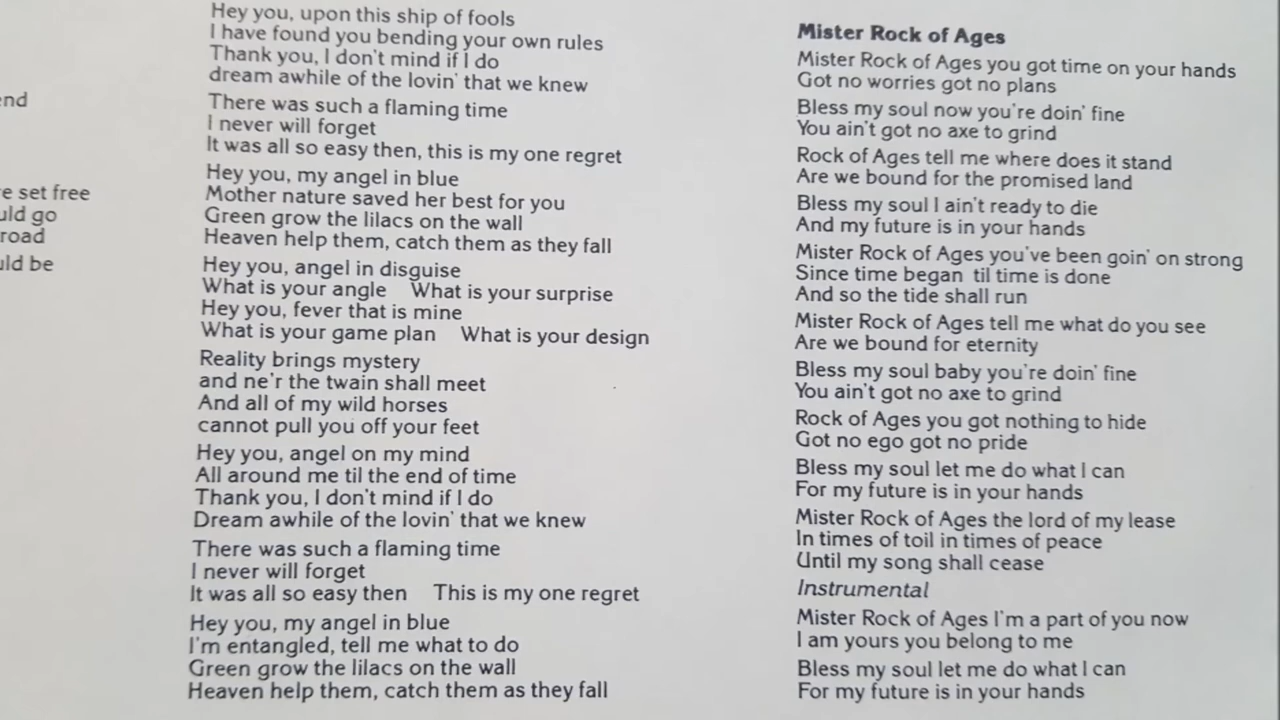 end
re set free
uld go
road
uld be
Hey you, upon this ship of fools
I have found you bending your own rules
Thank you, I don't mind if I do
dream awhile of the lovin' that we knew
There was such a flaming time
I never will forget
It was all so easy then, this is my one regret
Hey you, my angel in blue
Mother nature saved her best for you
Green grow the lilacs on the wall
Heaven help them, catch them as they fall
Hey you, angel in disguise
What is your angle What is your surprise
Hey you, fever that is mine
What is your game plan What is your design
Reality brings mystery
and ne'r the twain shall meet
And all of my wild horses
cannot pull you off your feet
Hey you, angel on my mind
All around me til the end of time
Thank you, I don't mind if I do
Dream awhile of the lovin' that we knew
There was such a flaming time
I never will forget
It was all so easy then This is my one regret
Hey you, my angel in blue
I'm entangled, tell me what to do
Green grow the lilacs on the wall
Heaven help them, catch them as they fall
Mister Rock of Ages
Mister Rock of Ages you got time on your hands
Got no worries got no plans
Bless my soul now you're doin' fine
You ain't got no axe to grind
Rock of Ages tell me where does it stand
Are we bound for the promised land
Bless my soul I ain't ready to die
And my future is in your hands
Mister Rock of Ages you've been goin' on strong
Since time began til time is done
And so the tide shall run
Mister Rock of Ages tell me what do you see
Are we bound for eternity
Bless my soul baby you're doin' fine
You ain't got no axe to grind
Rock of Ages you got nothing to hide
Got no ego got no pride
Bless my soul let me do what I can
For my future is in your hands
Mister Rock of Ages the lord of my lease
In times of toil in times of peace
Until my song shall cease
Instrumental
Mister Rock of Ages I'm a part of you now
I am yours you belong to me
Bless my soul let me do what I can
For my future is in your hands